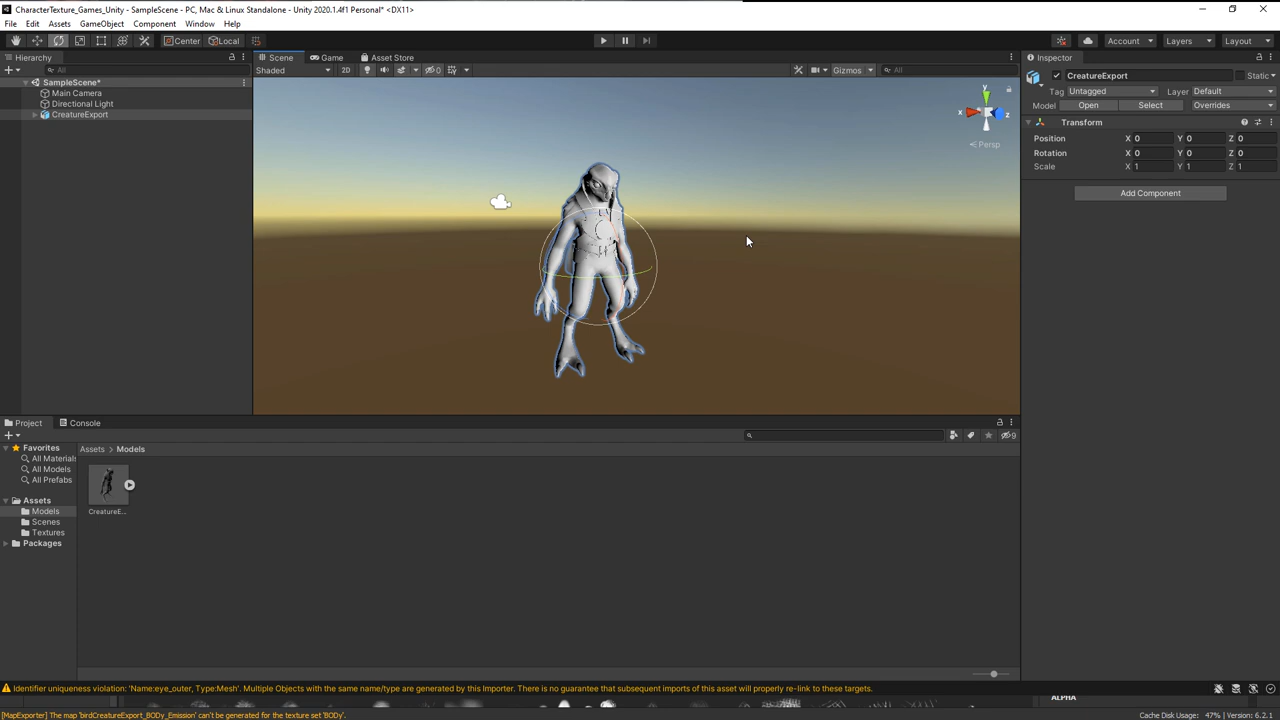 CharacterTexture_Games_Unity - SampleScene - PC, Mac & Linux Standalone - Unity 2020.1.4f1 Personal* <DX11>
File Edit Assets GameObject Component Window Help
Center Local Account Layers Layout
Hierarchy Scene Game Asset Store Inspector
All Shaded 2D 0 Gizmos All CreatureExport Static
SampleScene*
Main Camera
Directional Light
CreatureExport
y
x z
Persp
Tag Untagged Layer Default
Model Open Select Overrides
Transform
Position X 0 Y 0 Z 0
Rotation X 0 Y 0 Z 0
Scale X 1 Y 1 Z 1
Add Component
Project Console
9
Favorites
All Materials
All Models
All Prefabs
Assets
Models
Scenes
Textures
Packages
Assets > Models
CreatureE...
Identifier uniqueness violation: 'Name:eye_outer, Type:Mesh'. Multiple Objects with the same name/type are generated by this Importer. There is no guarantee that subsequent imports of this asset will properly re-link to these targets.
ALPHA
[MapExporter] The map 'birdCreatureExport_BODy_Emission' can't be generated for the texture set 'BODy'.
Cache Disk Usage: 47% | Version: 6.2.1